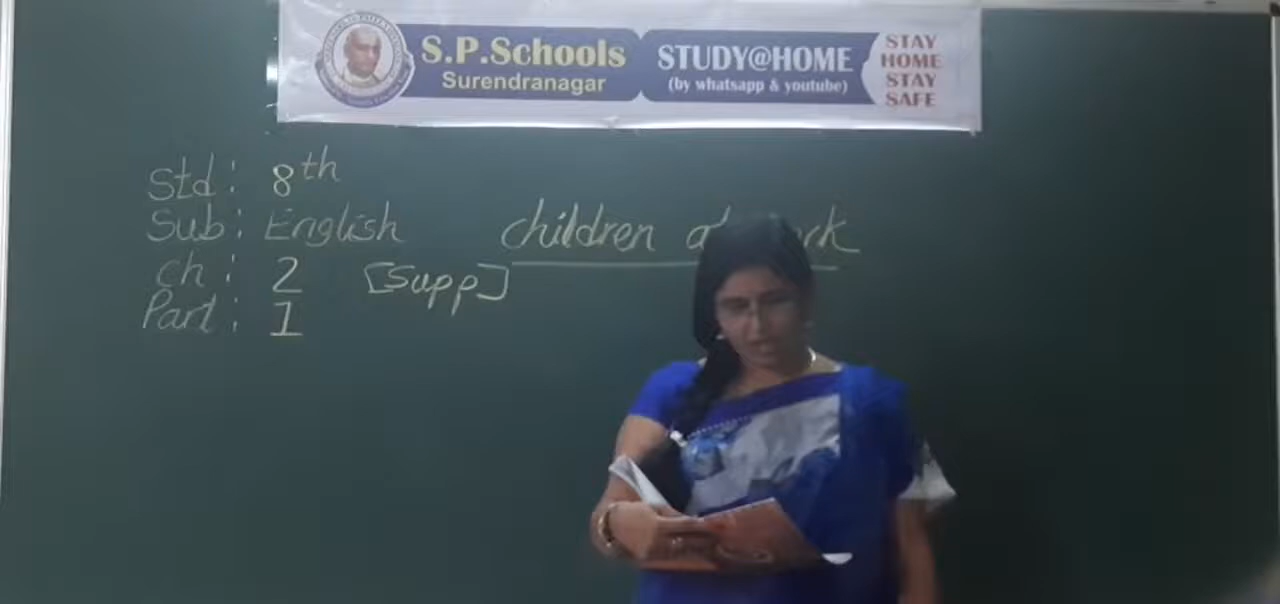 S.P.Schools
Surendranagar
STUDY@HOME
(by whatsapp & youtube)
STAY
HOME
STAY
SAFE
Std: 8th
Sub: English
Ch: 2 [Supp]
Part: 1
children